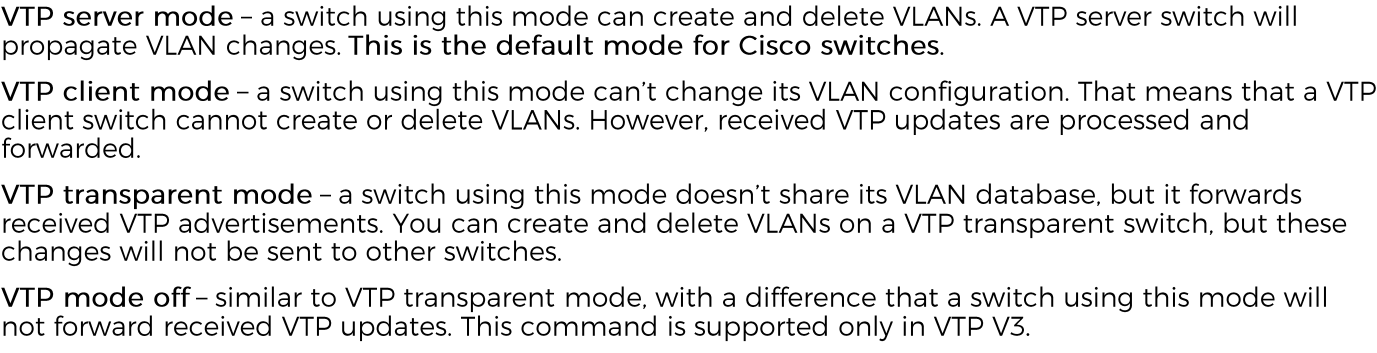 VTP server mode – a switch using this mode can create and delete VLANs. A VTP server switch will
propagate VLAN changes. This is the default mode for Cisco switches.
VTP client mode – a switch using this mode can’t change its VLAN configuration. That means that a VTP
client switch cannot create or delete VLANs. However, received VTP updates are processed and
forwarded.
VTP transparent mode – a switch using this mode doesn’t share its VLAN database, but it forwards
received VTP advertisements. You can create and delete VLANs on a VTP transparent switch, but these
changes will not be sent to other switches.
VTP mode off – similar to VTP transparent mode, with a difference that a switch using this mode will
not forward received VTP updates. This command is supported only in VTP V3.